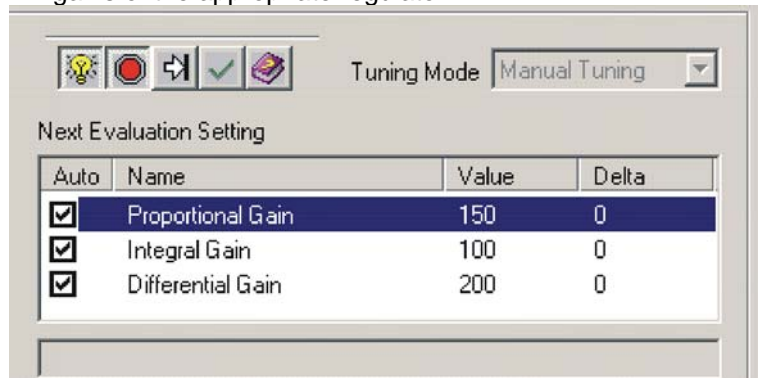 Tuning Mode Manual Tuning
Next Evaluation Setting
Auto Name Value Delta
Proportional Gain 150 0
Integral Gain 100 0
Differential Gain 200 0